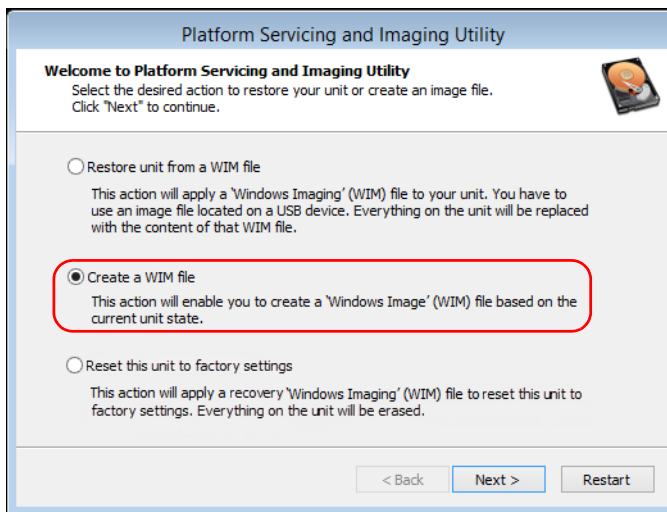 Platform Servicing and Imaging Utility
Welcome to Platform Servicing and Imaging Utility
Select the desired action to restore your unit or create an image file.
Click "Next" to continue.
Restore unit from a WIM file
This action will apply a 'Windows Imaging' (WIM) file to your unit. You have to
use an image file located on a USB device. Everything on the unit will be replaced
with the content of that WIM file.
Create a WIM file
This action will enable you to create a 'Windows Image' (WIM) file based on the
current unit state.
Reset this unit to factory settings
This action will apply a recovery 'Windows Imaging' (WIM) file to reset this unit to
factory settings. Everything on the unit will be erased.
< Back Next > Restart